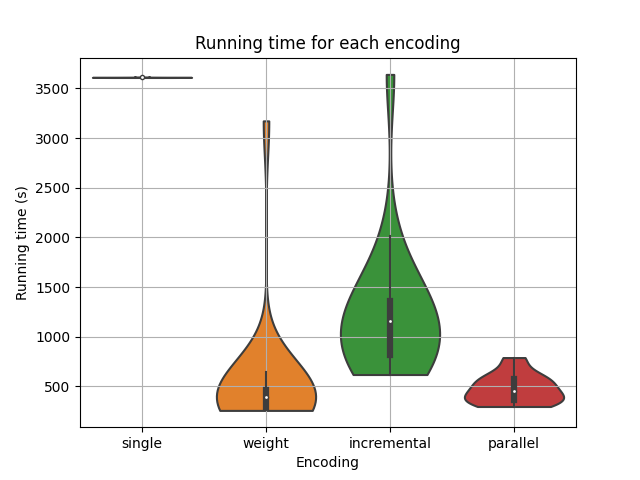 Running time for each encoding
Running time (s)
3500
3000
2500
2000
1500
1000
500
single weight incremental parallel
Encoding